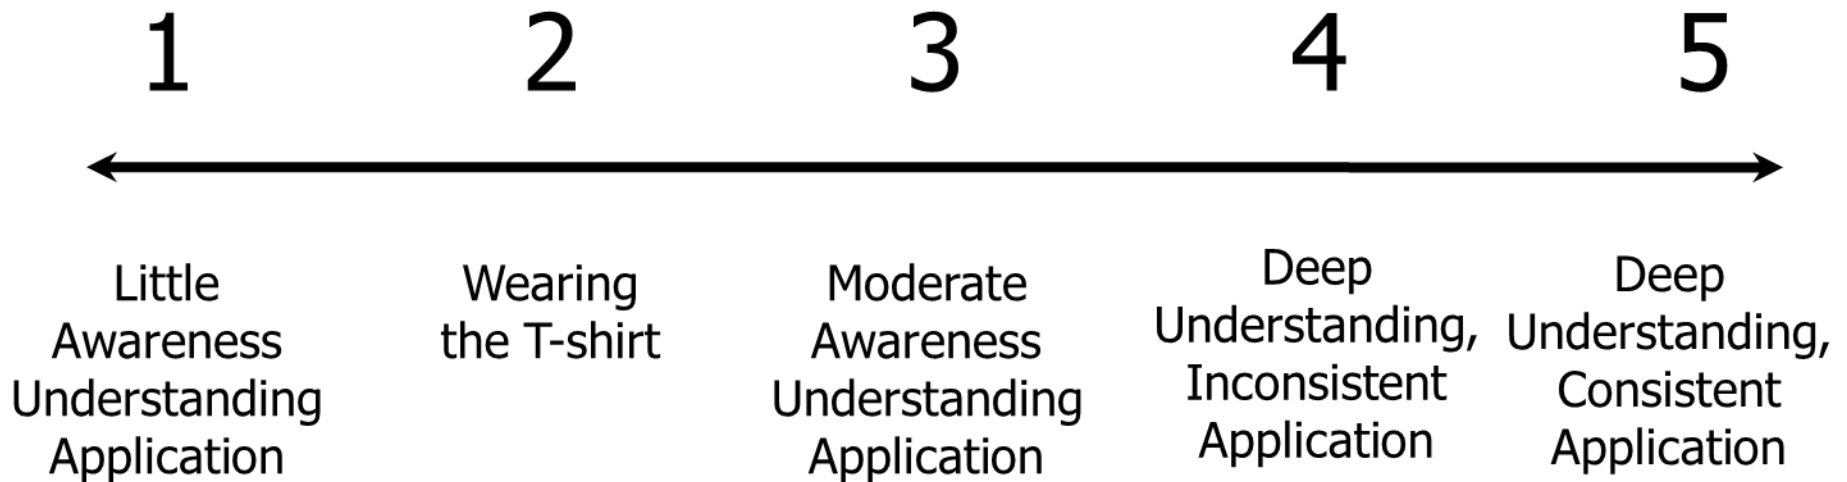 1 2 3 4 5
Little
Awareness
Understanding
Application
Wearing
the T-shirt
Moderate
Awareness
Understanding
Application
Deep
Understanding,
Inconsistent
Application
Deep
Understanding,
Consistent
Application